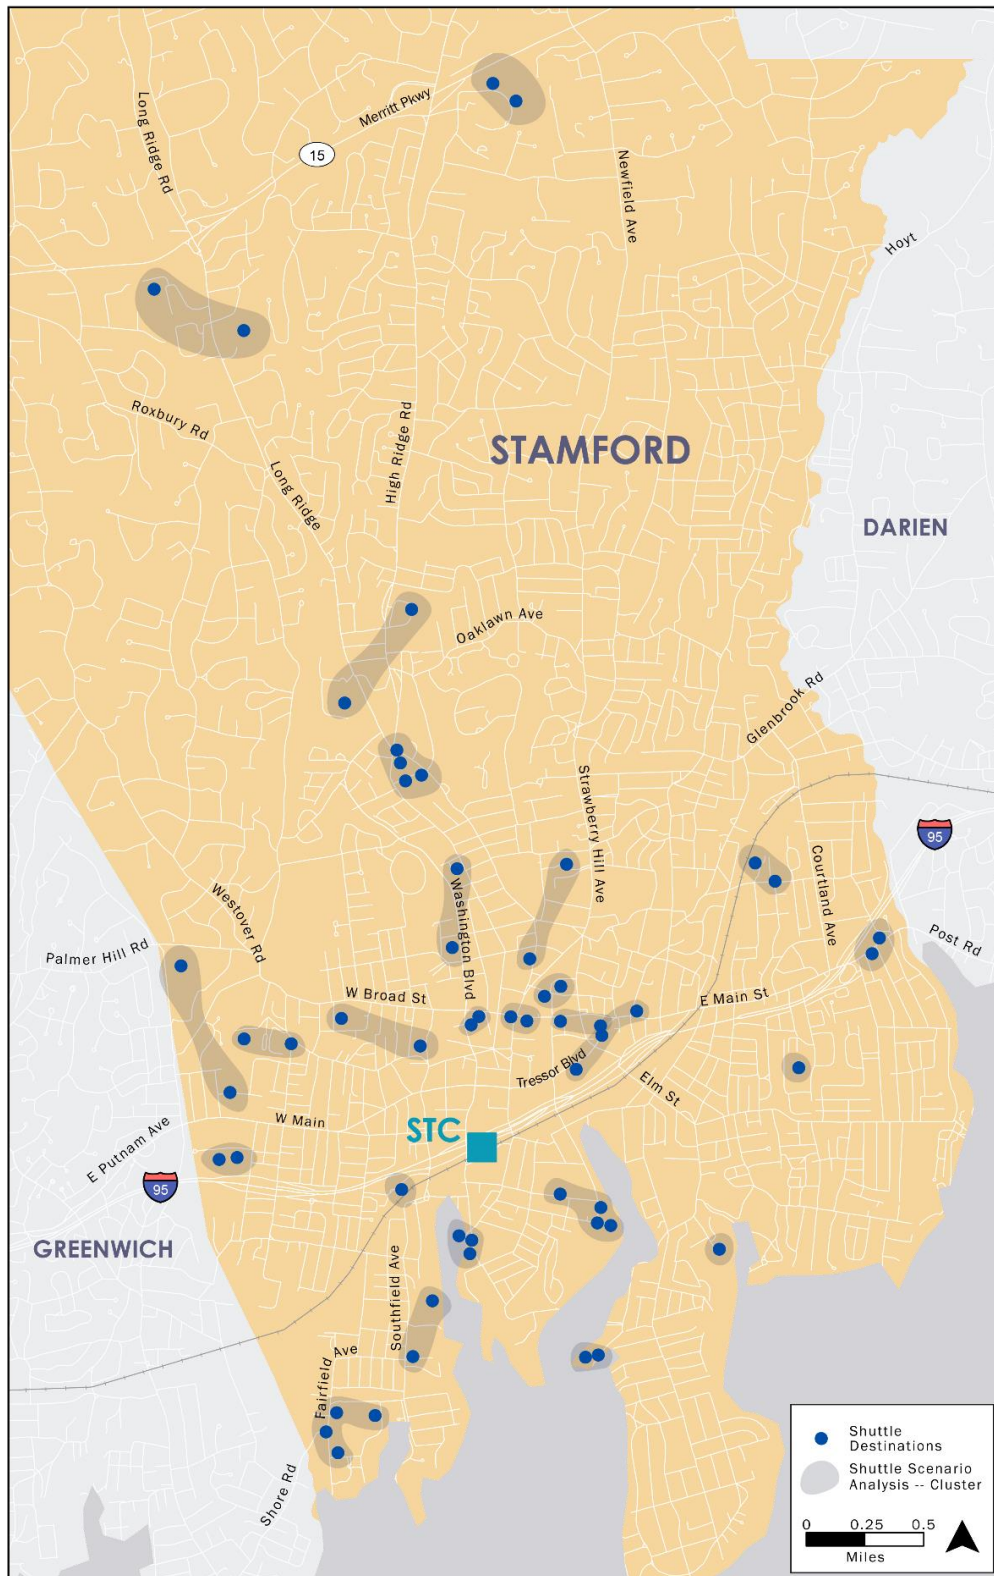 Long Ridge Rd
Merritt Pkwy
15
Newfield Ave
Hoyt
Roxbury Rd
High Ridge Rd
STAMFORD
Long Ridge
DARIEN
Oaklawn Ave
Glenbrook Rd
Strawberry Hill Ave
95
Courtland Ave
Westover Rd
Washington Blvd
Palmer Hill Rd
Post Rd
W Broad St
E Main St
Tressor Blvd
Elm St
W Main
STC
E Putnam Ave
95
GREENWICH
Southfield Ave
Fairfield Ave
Shore Rd
Shuttle
Destinations
Shuttle Scenario
Analysis -- Cluster
0 0.25 0.5
Miles